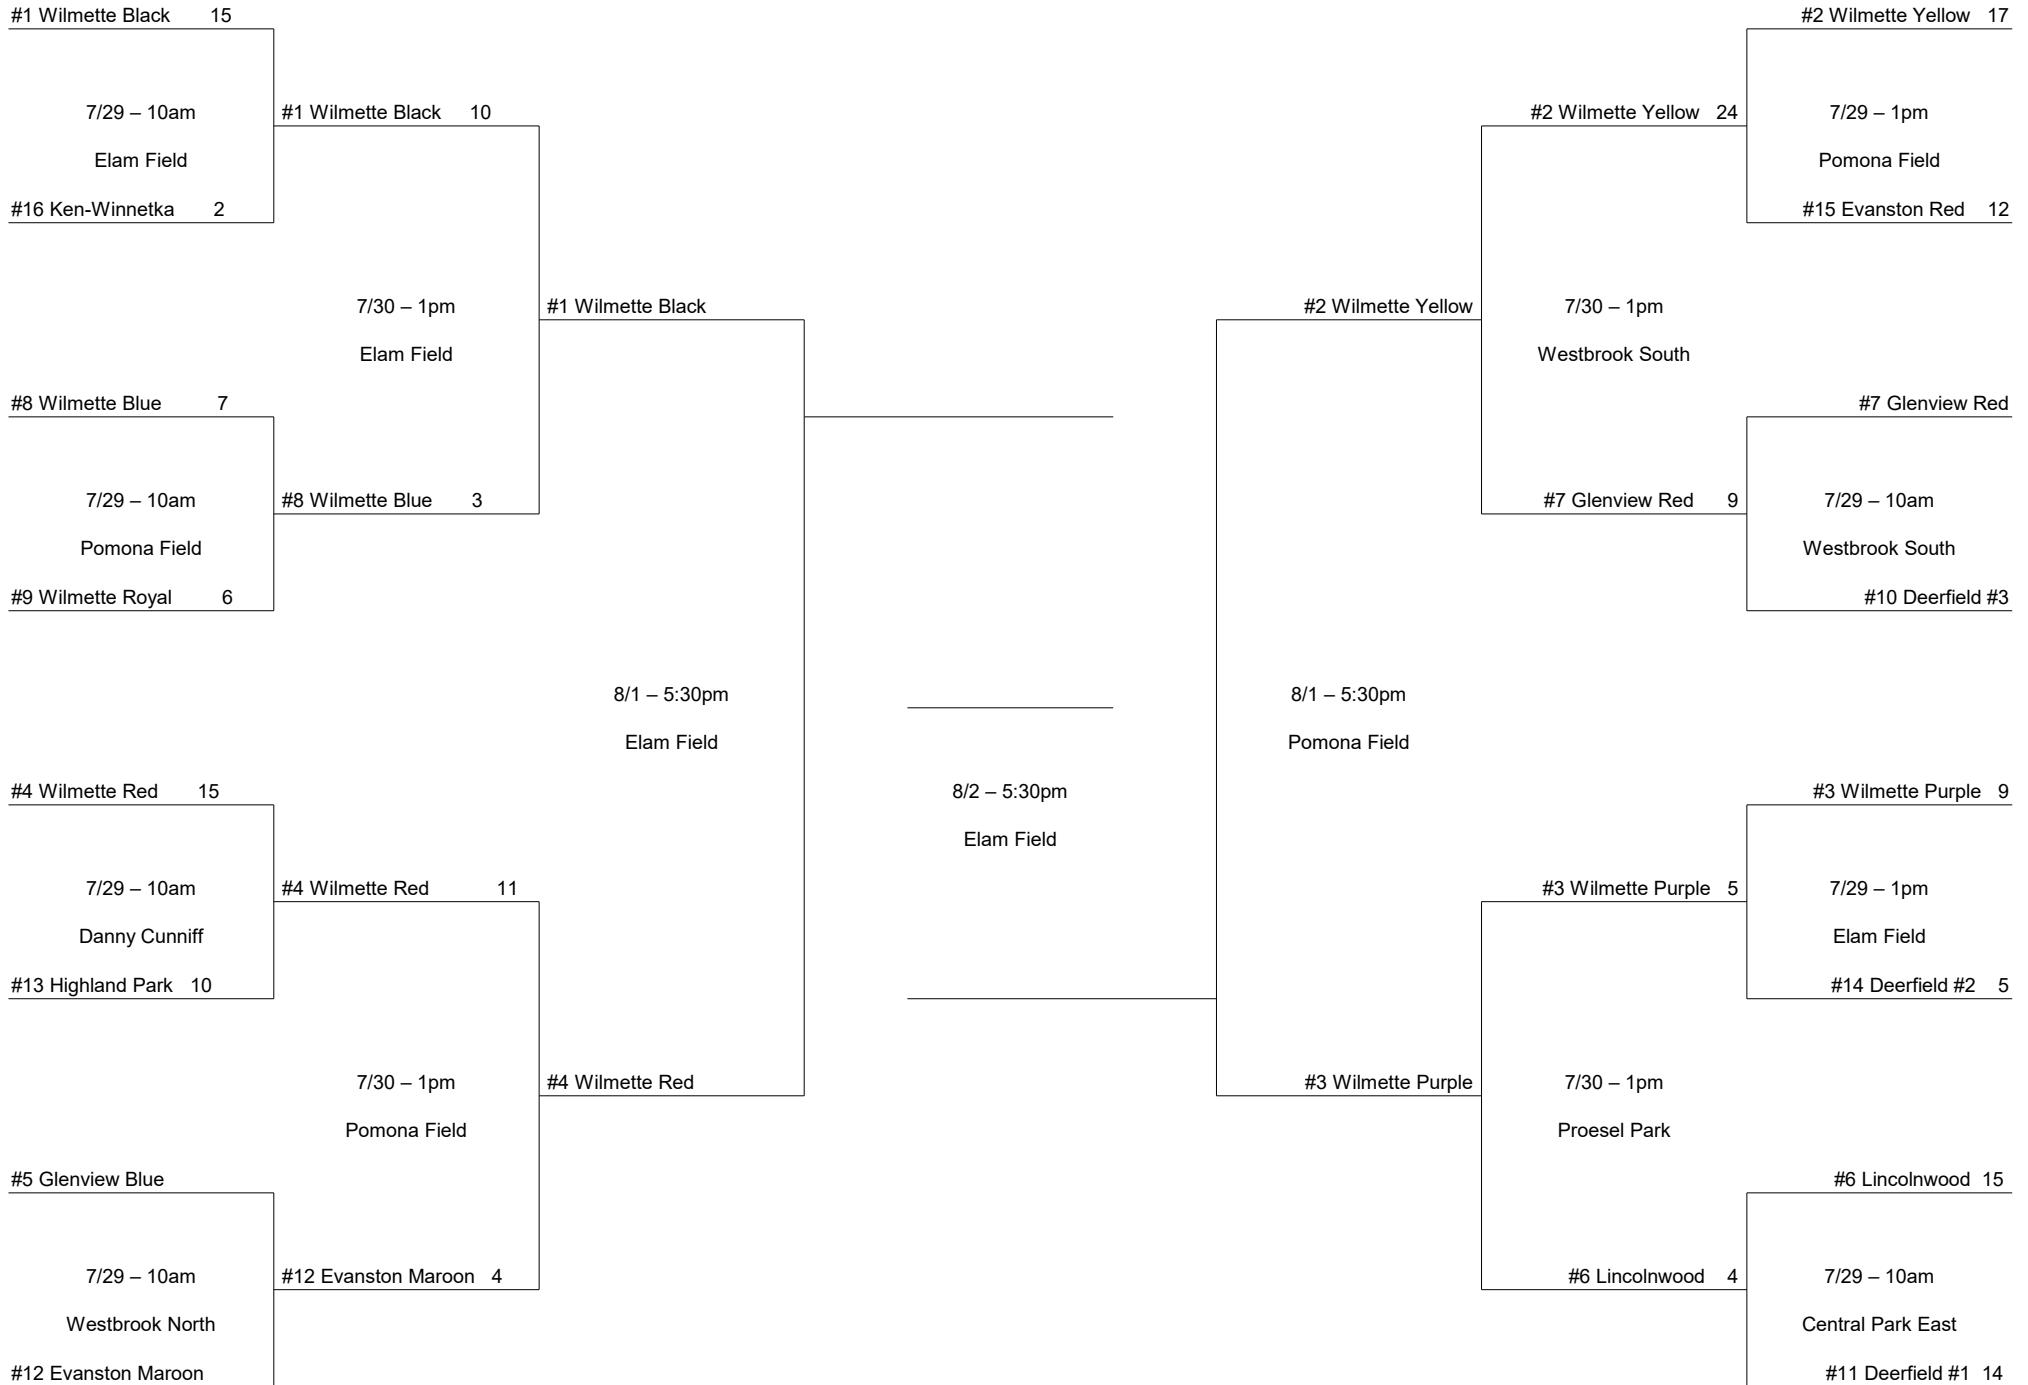 #1 Wilmette Black 15
#2 Wilmette Yellow 17
7/29 – 10am
#1 Wilmette Black 10
#2 Wilmette Yellow 24
7/29 – 1pm
Elam Field
Pomona Field
#16 Ken-Winnetka 2
#15 Evanston Red 12
7/30 – 1pm
#1 Wilmette Black
#2 Wilmette Yellow
7/30 – 1pm
Elam Field
Westbrook South
#8 Wilmette Blue 7
#7 Glenview Red
7/29 – 10am
#8 Wilmette Blue 3
#7 Glenview Red 9
7/29 – 10am
Pomona Field
Westbrook South
#9 Wilmette Royal 6
#10 Deerfield #3
8/1 – 5:30pm
8/1 – 5:30pm
Elam Field
Pomona Field
#4 Wilmette Red 15
8/2 – 5:30pm
#3 Wilmette Purple 9
Elam Field
7/29 – 10am
#4 Wilmette Red 11
#3 Wilmette Purple 5
7/29 – 1pm
Danny Cunniff
Elam Field
#13 Highland Park 10
#14 Deerfield #2 5
7/30 – 1pm
#4 Wilmette Red
#3 Wilmette Purple
7/30 – 1pm
Pomona Field
Proesel Park
#5 Glenview Blue
#6 Lincolnwood 15
7/29 – 10am
#12 Evanston Maroon 4
#6 Lincolnwood 4
7/29 – 10am
Westbrook North
Central Park East
#12 Evanston Maroon
#11 Deerfield #1 14